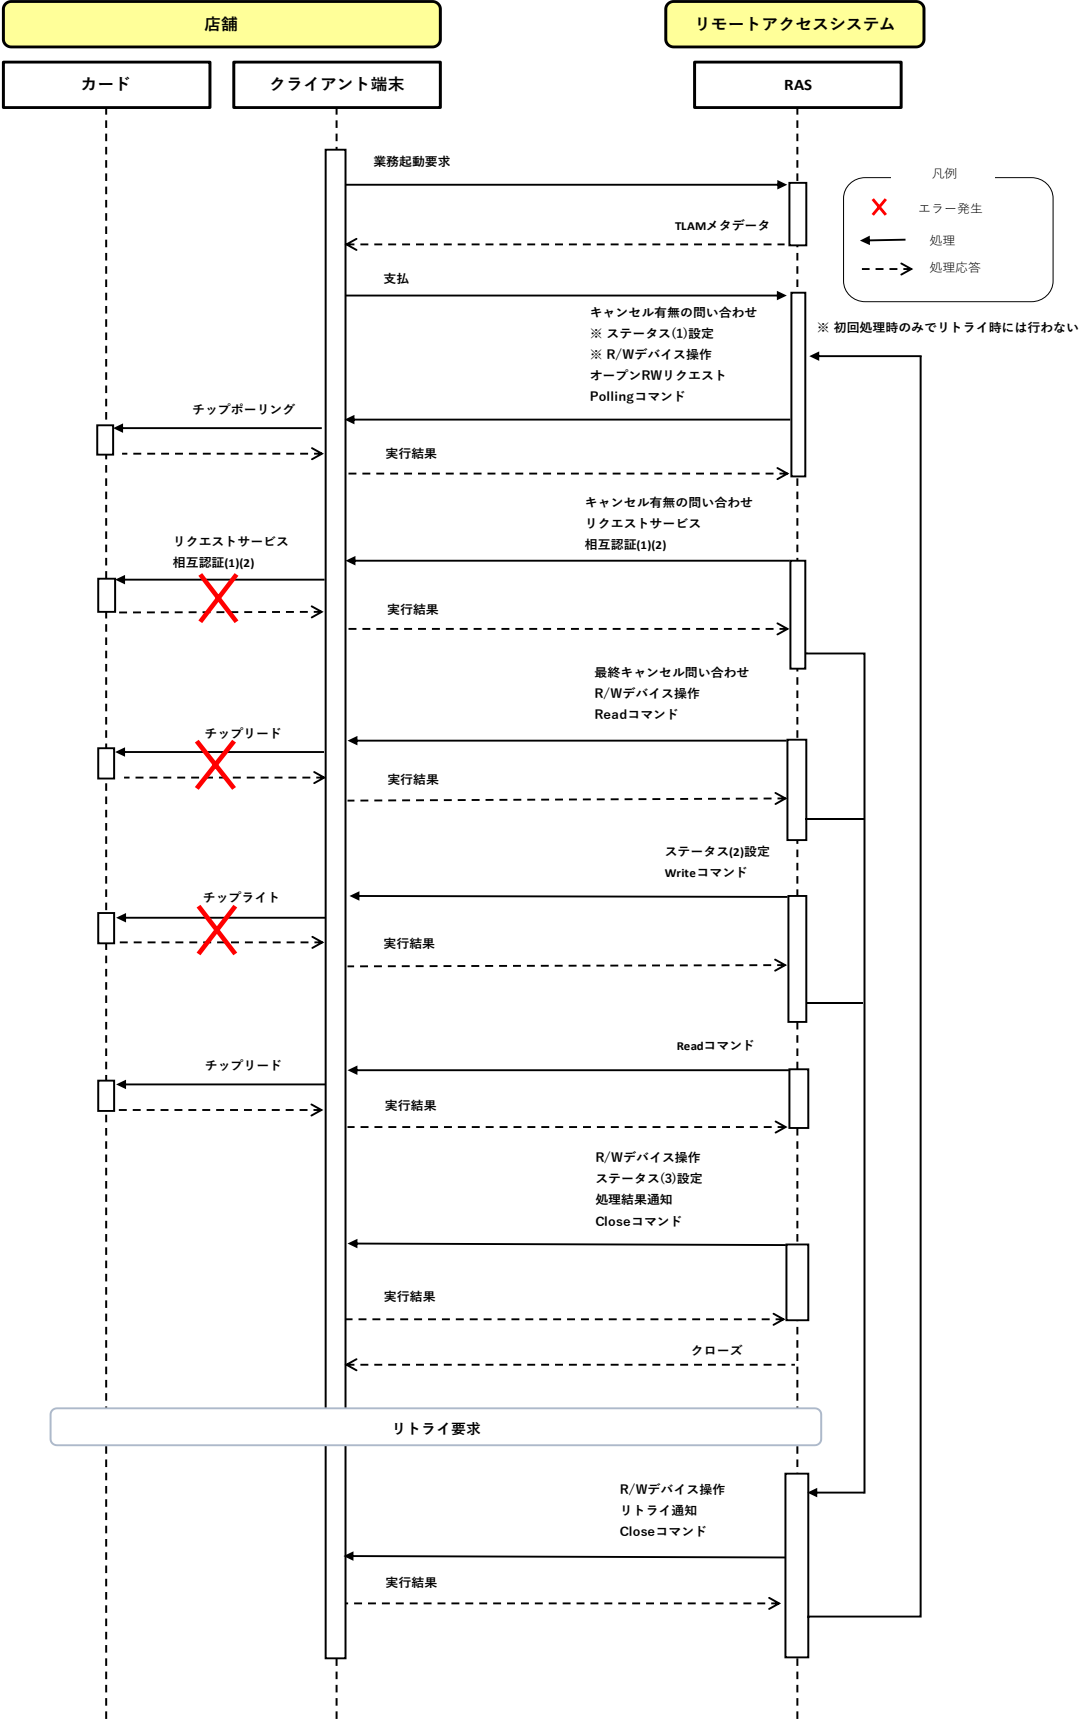 店舗
リモートアクセスシステム
カード
クライアント端末
RAS
業務起動要求
凡例
エラー発生
TLAMメタデータ
処理
処理応答
支払
キャンセル有無の問い合わせ
※ ステータス(1)設定
※ R/Wデバイス操作
オープンRWリクエスト
Pollingコマンド
※ 初回処理時のみでリトライ時には行わない
チップポーリング
実行結果
キャンセル有無の問い合わせ
リクエストサービス
相互認証(1)(2)
リクエストサービス
相互認証(1)(2)
実行結果
最終キャンセル問い合わせ
R/Wデバイス操作
Readコマンド
チップリード
実行結果
ステータス(2)設定
Writeコマンド
チップライト
実行結果
Readコマンド
チップリード
実行結果
R/Wデバイス操作
ステータス(3)設定
処理結果通知
Closeコマンド
実行結果
クローズ
リトライ要求
R/Wデバイス操作
リトライ通知
Closeコマンド
実行結果